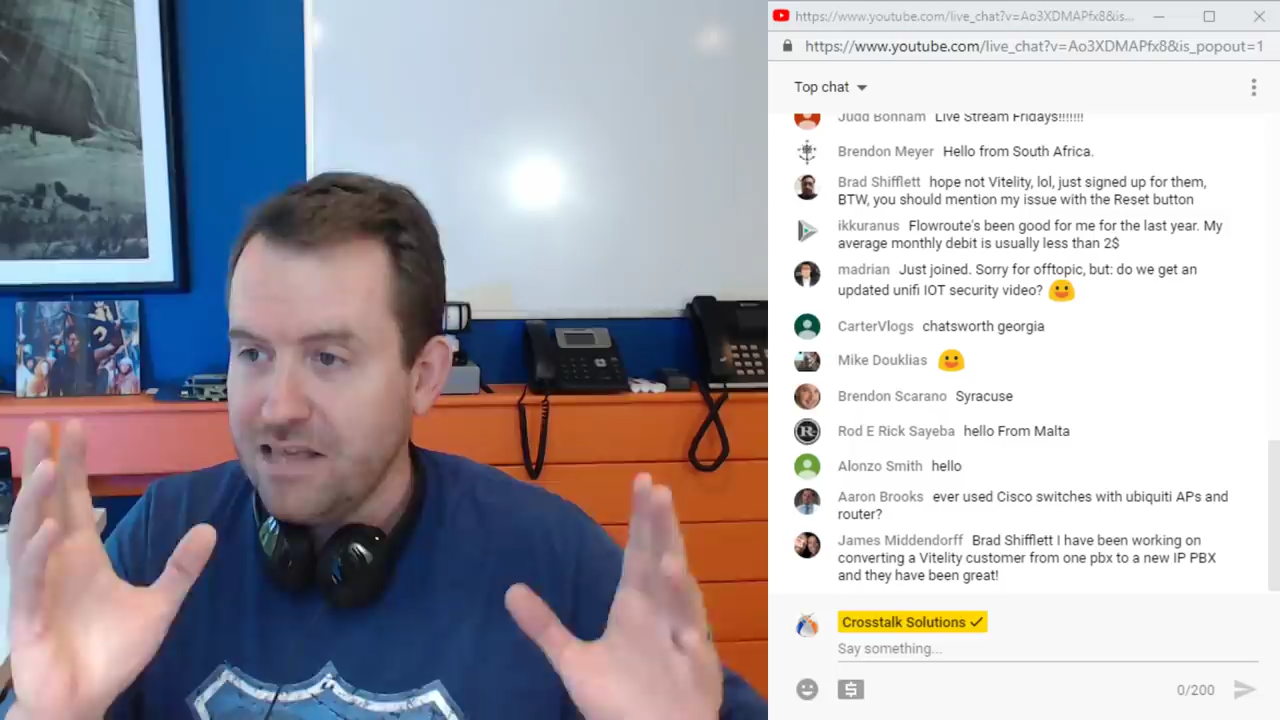 https://www.youtube.com/live_chat?v=Ao3XDMAPfx8&is...
https://www.youtube.com/live_chat?v=Ao3XDMAPfx8&is_popout=1
Top chat
Judd Bonham Live Stream Fridays!!!!!!!
Brendon Meyer Hello from South Africa.
Brad Shifflett hope not Vitelity, lol, just signed up for them,
BTW, you should mention my issue with the Reset button
ikkuranus Flowroute's been good for me for the last year. My
average monthly debit is usually less than 2$
madrian Just joined. Sorry for offtopic, but: do we get an
updated unifi IOT security video?
CarterVlogs chatsworth georgia
Mike Douklias
Brendon Scarano Syracuse
Rod E Rick Sayeba hello From Malta
Alonzo Smith hello
Aaron Brooks ever used Cisco switches with ubiquiti APs and
router?
James Middendorff Brad Shifflett I have been working on
converting a Vitelity customer from one pbx to a new IP PBX
and they have been great!
Crosstalk Solutions
Say something...
0/200